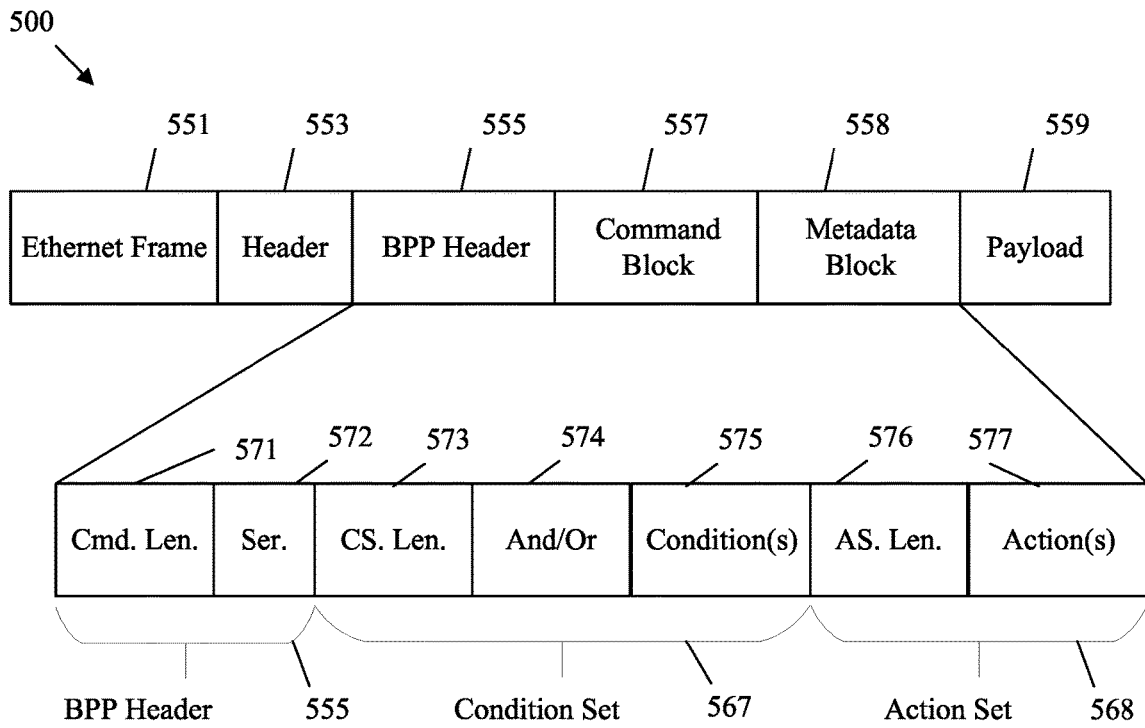 500
551 553 555 557 558 559
Ethernet Frame Header BPP Header Command Block Metadata Block Payload
571 572 573 574 575 576 577
Cmd. Len. Ser. CS. Len. And/Or Condition(s) AS. Len. Action(s)
BPP Header 555 Condition Set 567 Action Set 568